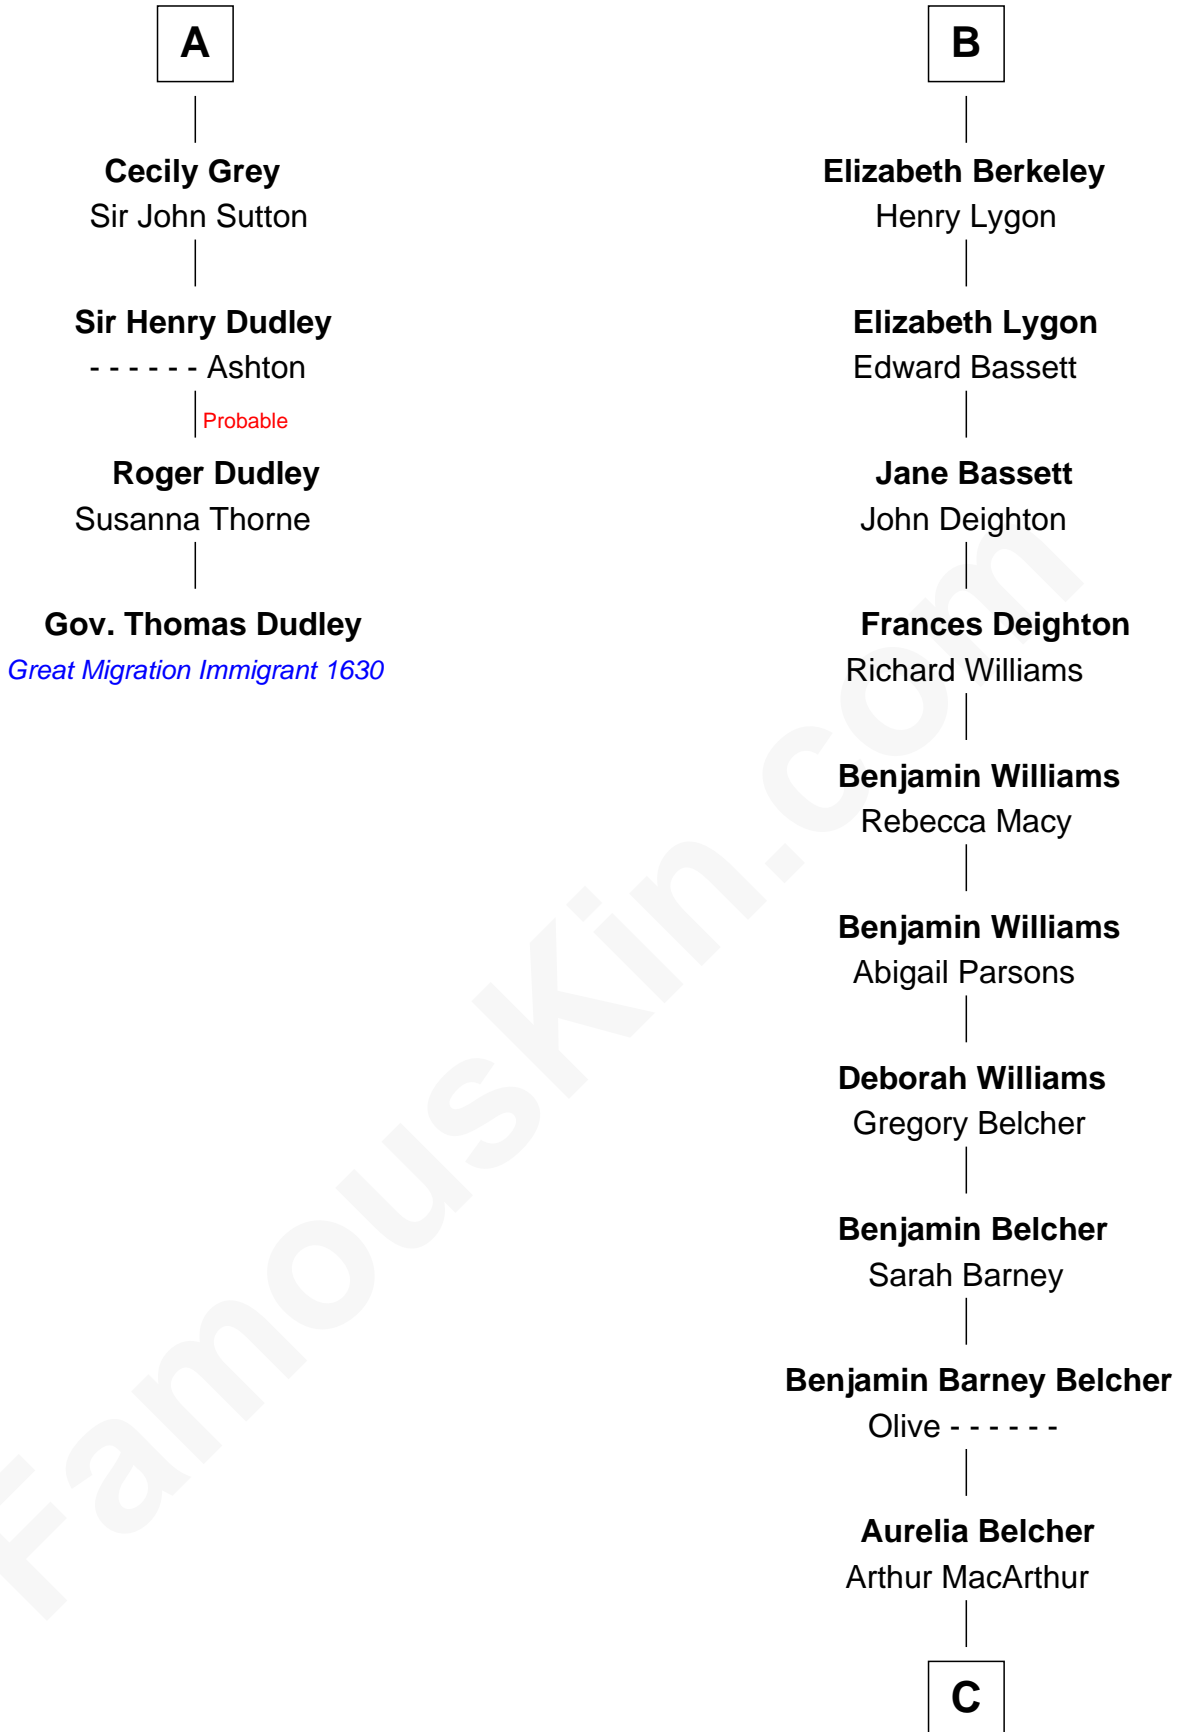 A
Cecily Grey
Sir John Sutton
Sir Henry Dudley
- - - - - - Ashton
Probable
Roger Dudley
Susanna Thorne
Gov. Thomas Dudley
Great Migration Immigrant 1630
B
Elizabeth Berkeley
Henry Lygon
Elizabeth Lygon
Edward Bassett
Jane Bassett
John Deighton
Frances Deighton
Richard Williams
Benjamin Williams
Rebecca Macy
Benjamin Williams
Abigail Parsons
Deborah Williams
Gregory Belcher
Benjamin Belcher
Sarah Barney
Benjamin Barney Belcher
Olive - - - - - -
Aurelia Belcher
Arthur MacArthur
C
FamousKin.com